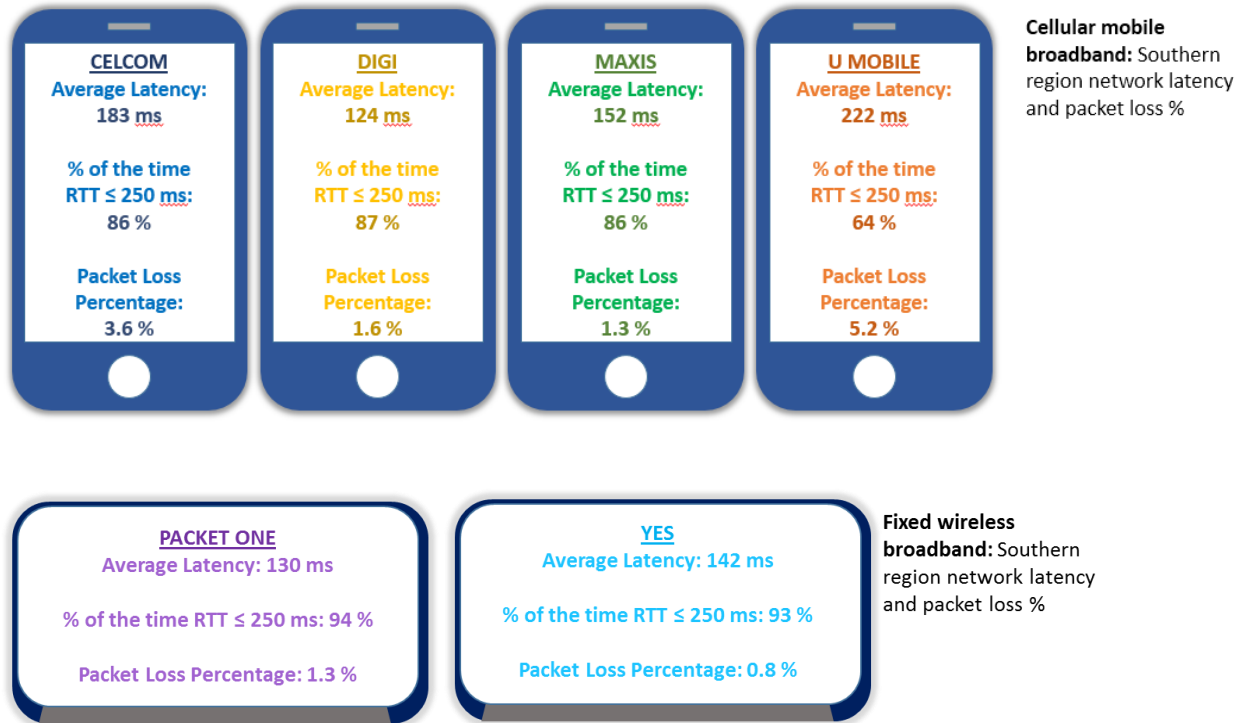 CELCOM
Average Latency:
183 ms
% of the time
RTT ≤ 250 ms:
86 %
Packet Loss
Percentage:
3.6 %
DIGI
Average Latency:
124 ms
% of the time
RTT ≤ 250 ms:
87 %
Packet Loss
Percentage:
1.6 %
MAXIS
Average Latency:
152 ms
% of the time
RTT ≤ 250 ms:
86 %
Packet Loss
Percentage:
1.3 %
U MOBILE
Average Latency:
222 ms
% of the time
RTT ≤ 250 ms:
64 %
Packet Loss
Percentage:
5.2 %
Cellular mobile
broadband: Southern
region network latency
and packet loss %
PACKET ONE
Average Latency: 130 ms
% of the time RTT ≤ 250 ms: 94 %
Packet Loss Percentage: 1.3 %
YES
Average Latency: 142 ms
% of the time RTT ≤ 250 ms: 93 %
Packet Loss Percentage: 0.8 %
Fixed wireless
broadband: Southern
region network latency
and packet loss %